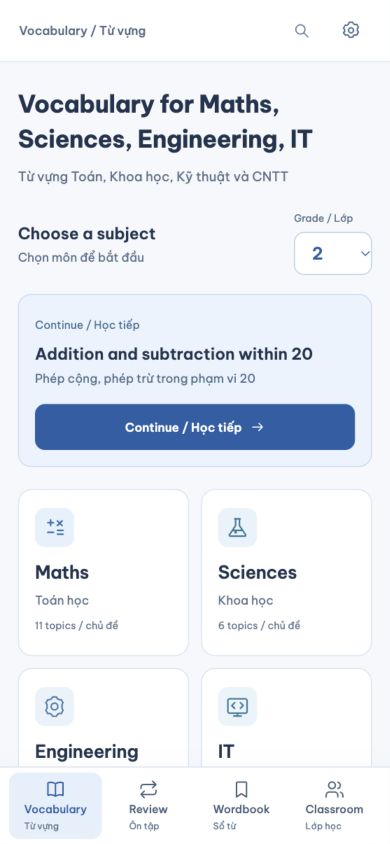 Vocabulary / Từ vựng
Vocabulary for Maths,
Sciences, Engineering, IT
Từ vựng Toán, Khoa học, Kỹ thuật và CNTT
Grade / Lớp
Choose a subject
2
Chọn môn để bắt đầu
Continue / Học tiếp
Addition and subtraction within 20
Phép cộng, phép trừ trong phạm vi 20
Continue / Học tiếp →
Maths
Toán học
11 topics / chủ đề
Sciences
Khoa học
6 topics / chủ đề
Engineering
IT
Vocabulary
Từ vựng
Review
Ôn tập
Wordbook
Sổ từ
Classroom
Lớp học